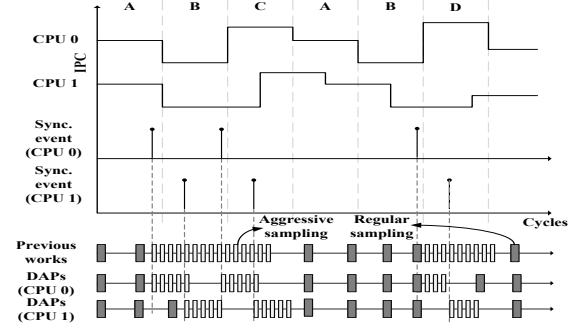 A B C A B D
CPU 0
IPC
CPU 1
Sync.
event
(CPU 0)
Sync.
event
(CPU 1)
Cycles
Aggressive
sampling
Regular
sampling
Previous
works
DAPs
(CPU 0)
DAPs
(CPU 1)